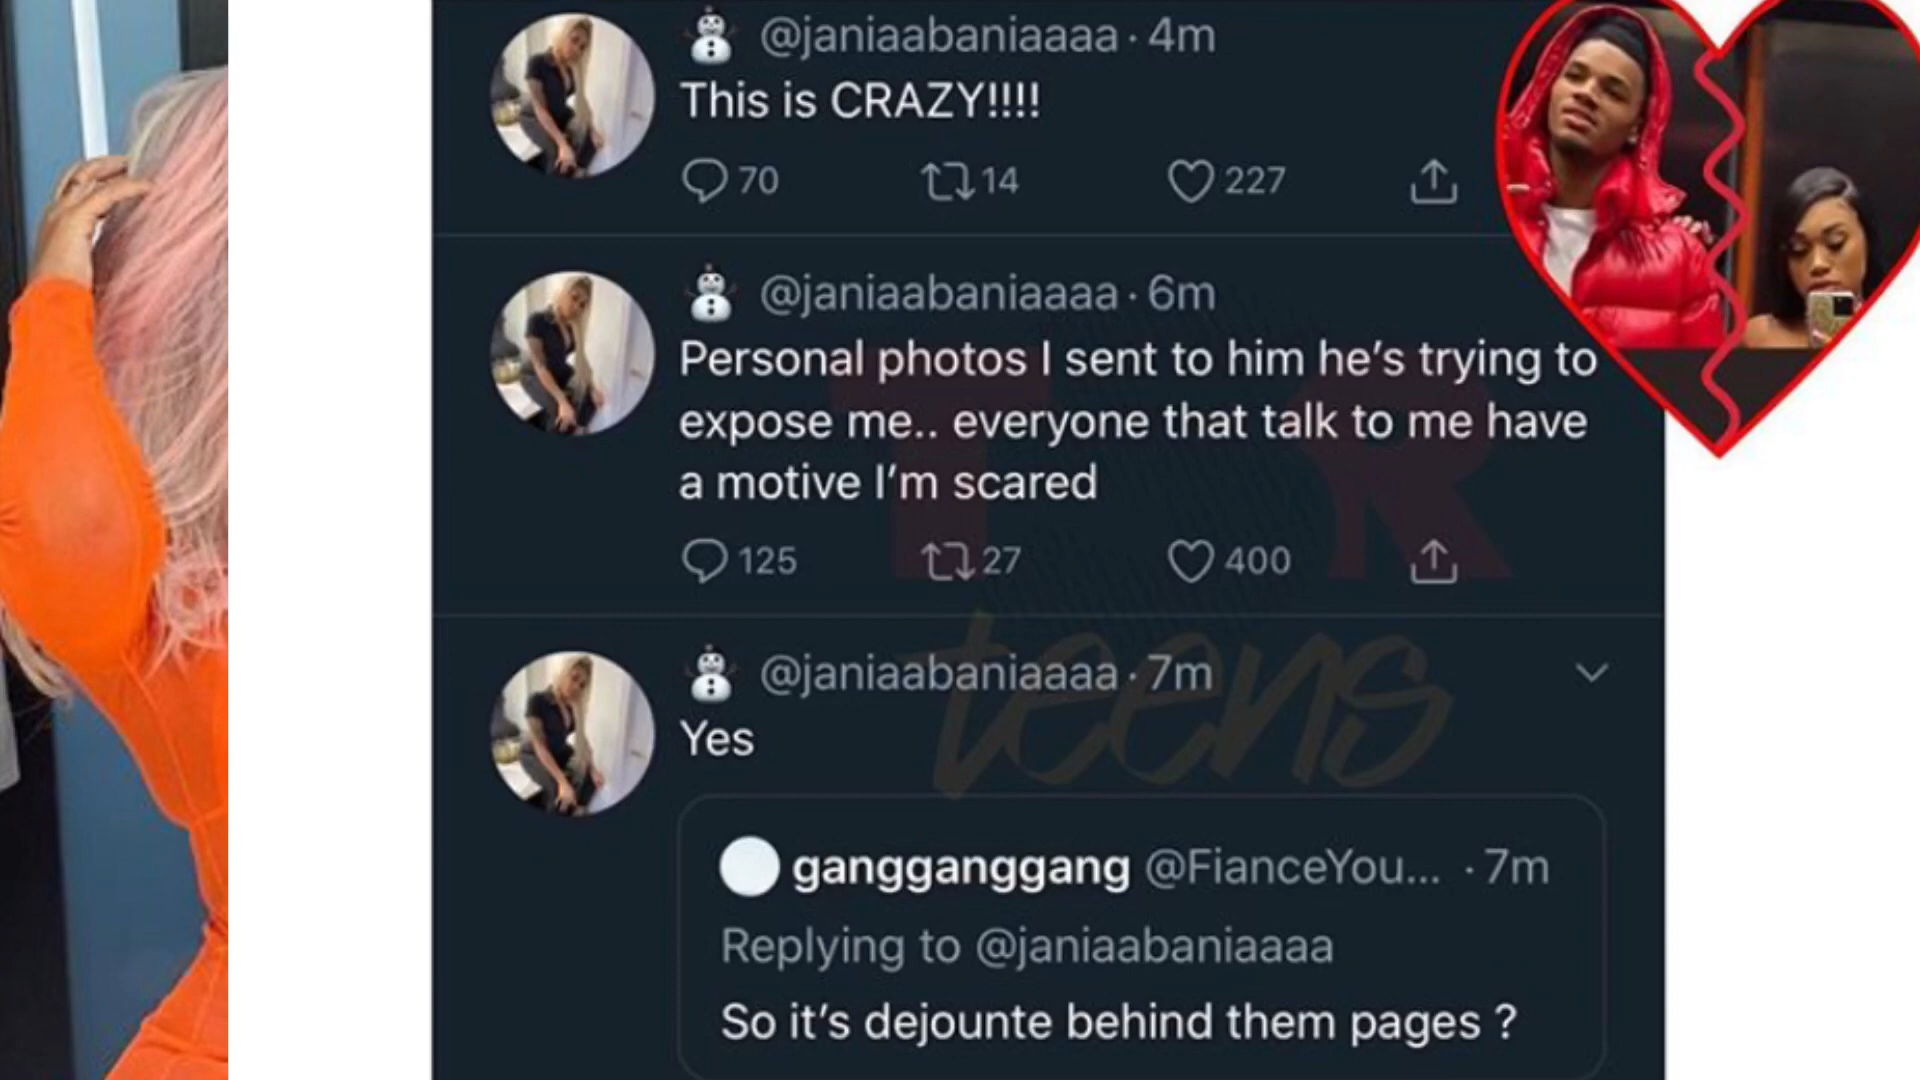 @janiaabaniaaaa · 4m
This is CRAZY!!!!
70 14 227
@janiaabaniaaaa · 6m
Personal photos I sent to him he's trying to
expose me.. everyone that talk to me have
a motive I'm scared
125 27 400
@janiaabaniaaaa · 7m
Yes
gangganggang @FianceYou... · 7m
Replying to @janiaabaniaaaa
So it's dejounte behind them pages ?
T R
teens